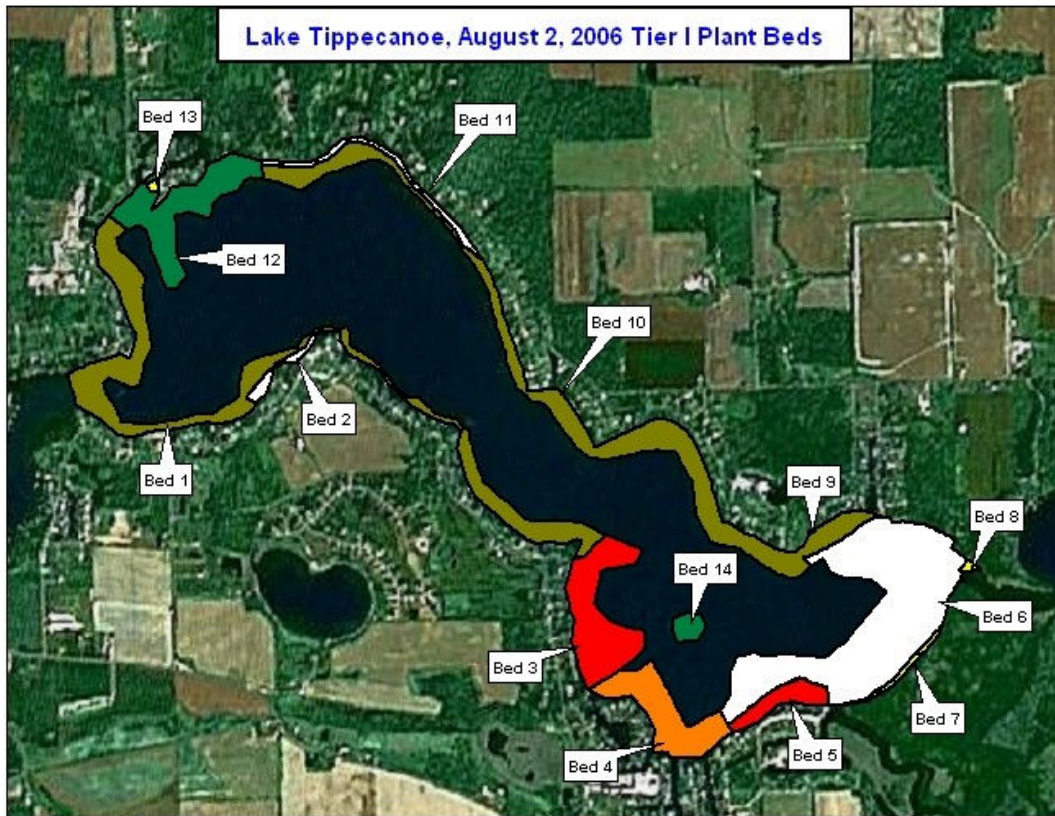 Lake Tippecanoe, August 2, 2006 Tier I Plant Beds
Bed 13
Bed 11
Bed 12
Bed 10
Bed 2
Bed 1
Bed 9
Bed 8
Bed 14
Bed 6
Bed 3
Bed 7
Bed 5
Bed 4